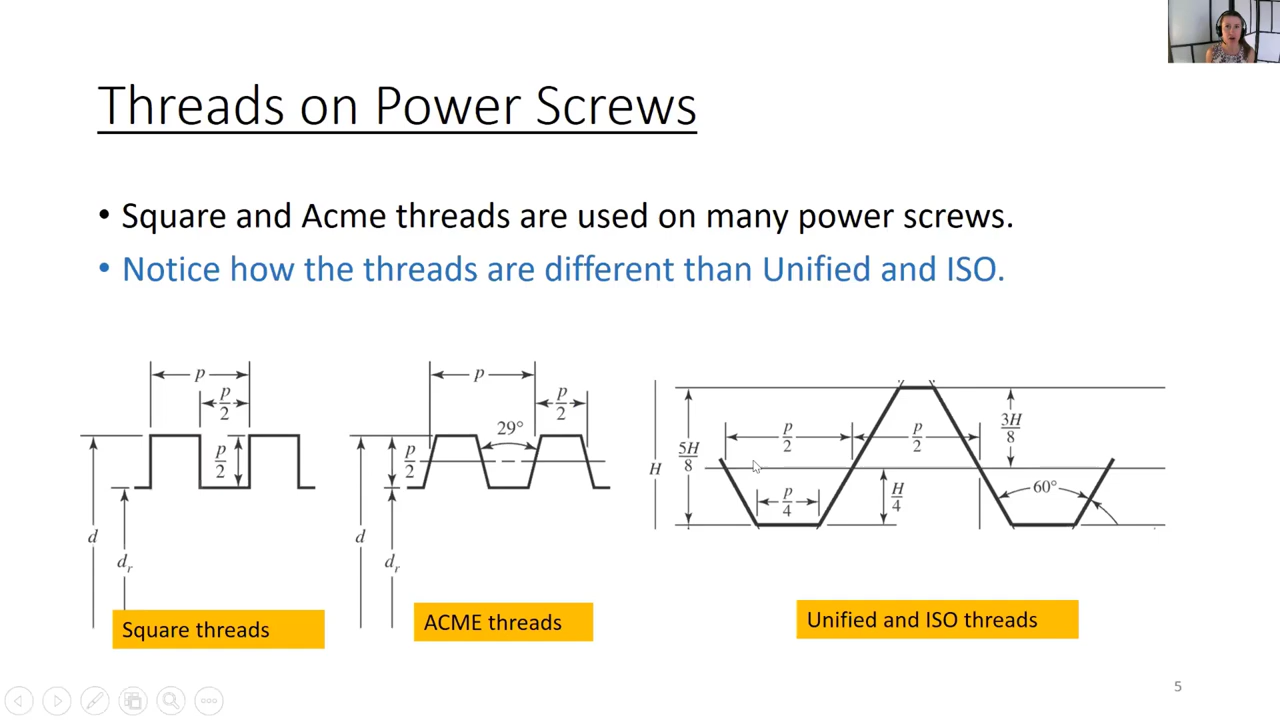 Threads on Power Screws
• Square and Acme threads are used on many power screws.
• Notice how the threads are different than Unified and ISO.
p
p
2
p
2
d
d_r
Square threads
p
p
2
29°
p
2
d
d_r
ACME threads
H
5H
8
p
2
p
2
3H
8
p
4
H
4
60°
Unified and ISO threads
5